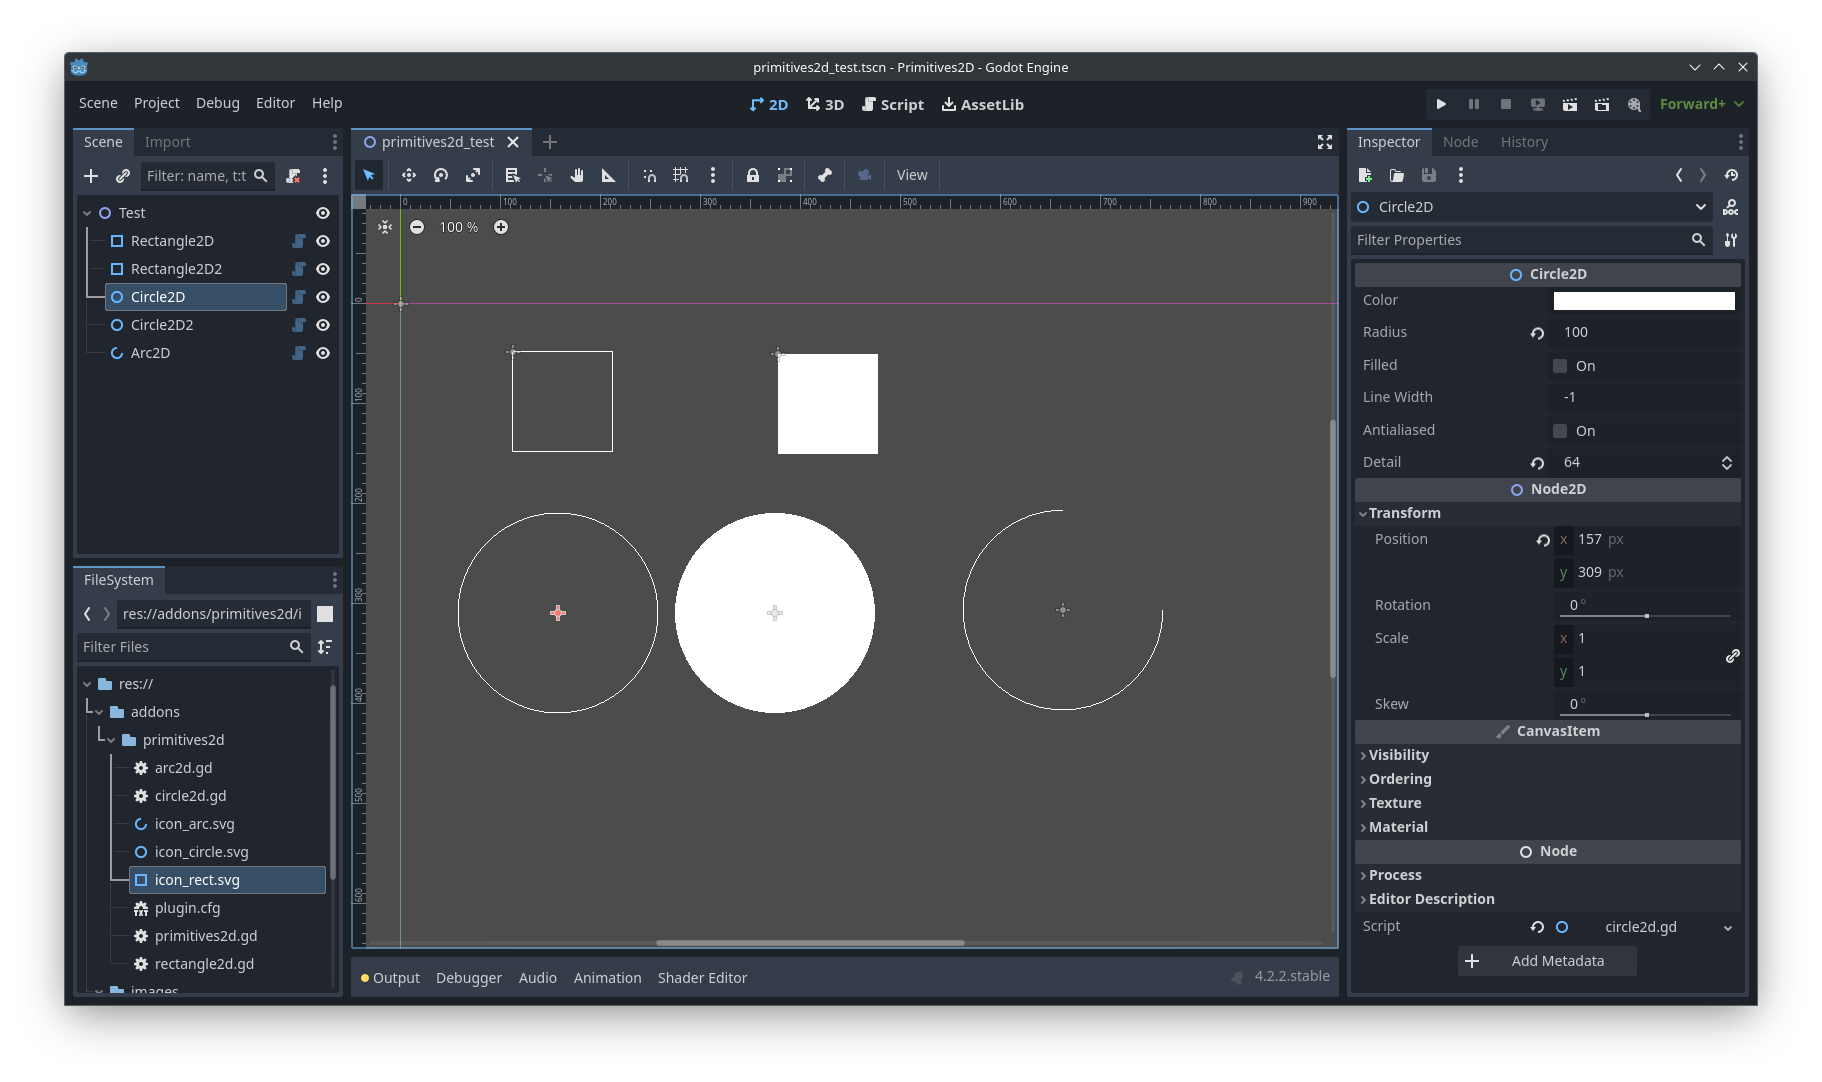 primitives2d_test.tscn - Primitives2D - Godot Engine
Scene Project Debug Editor Help
2D 3D Script AssetLib
Forward+
Scene Import
Filter: name, t:t
Test
Rectangle2D
Rectangle2D2
Circle2D
Circle2D2
Arc2D
FileSystem
res://addons/primitives2d/i
Filter Files
res://
addons
primitives2d
arc2d.gd
circle2d.gd
icon_arc.svg
icon_circle.svg
icon_rect.svg
plugin.cfg
TXT
primitives2d.gd
rectangle2d.gd
images
primitives2d_test
View
0 100 200 300 400 500 600 700 800 900
100 %
0
100
200
300
400
500
600
Output Debugger Audio Animation Shader Editor
4.2.2.stable
Inspector Node History
Circle2D
DOC
Filter Properties
Circle2D
Color
Radius 100
Filled On
Line Width -1
Antialiased On
Detail 64
Node2D
Transform
Position x 157 px
y 309 px
Rotation 0 °
Scale x 1
y 1
Skew 0 °
CanvasItem
Visibility
Ordering
Texture
Material
Node
Process
Editor Description
Script circle2d.gd
Add Metadata